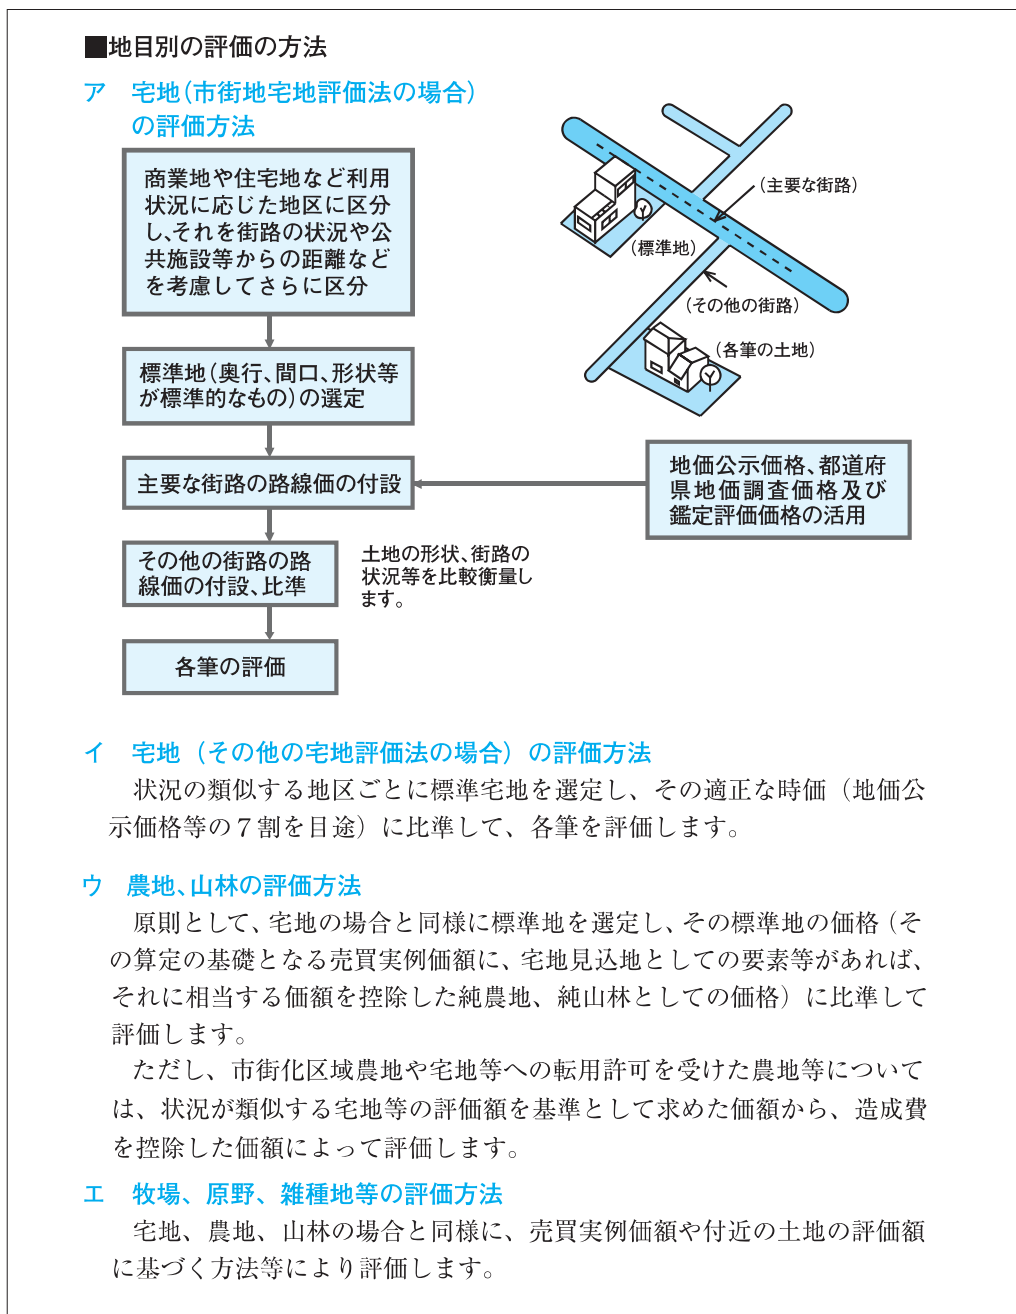 ■地目別の評価の方法
ア　宅地（市街地宅地評価法の場合）
の評価方法
商業地や住宅地など利用
状況に応じた地区に区分
し、それを街路の状況や公
共施設等からの距離など
を考慮してさらに区分
標準地（奥行、間口、形状等
が標準的なもの）の選定
主要な街路の路線価の付設
その他の街路の路
線価の付設、比準
各筆の評価
土地の形状、街路の
状況等を比較衡量し
ます。
地価公示価格、都道府
県地価調査価格及び
鑑定評価価格の活用
（主要な街路）
（標準地）
（その他の街路）
（各筆の土地）
イ　宅地（その他の宅地評価法の場合）の評価方法
状況の類似する地区ごとに標準宅地を選定し、その適正な時価（地価公
示価格等の７割を目途）に比準して、各筆を評価します。
ウ　農地、山林の評価方法
原則として、宅地の場合と同様に標準地を選定し、その標準地の価格（そ
の算定の基礎となる売買実例価額に、宅地見込地としての要素等があれば、
それに相当する価額を控除した純農地、純山林としての価格）に比準して
評価します。
ただし、市街化区域農地や宅地等への転用許可を受けた農地等について
は、状況が類似する宅地等の評価額を基準として求めた価額から、造成費
を控除した価額によって評価します。
エ　牧場、原野、雑種地等の評価方法
宅地、農地、山林の場合と同様に、売買実例価額や付近の土地の評価額
に基づく方法等により評価します。